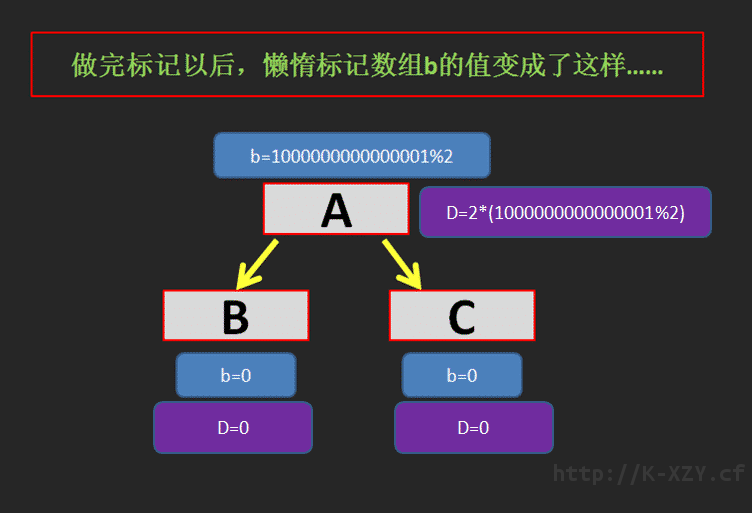 做完标记以后，懒惰标记数组b的值变成了这样……
b=1000000000000001%2
A
D=2*(1000000000000001%2)
B
C
b=0
b=0
D=0
D=0
http://K-XZY.cf